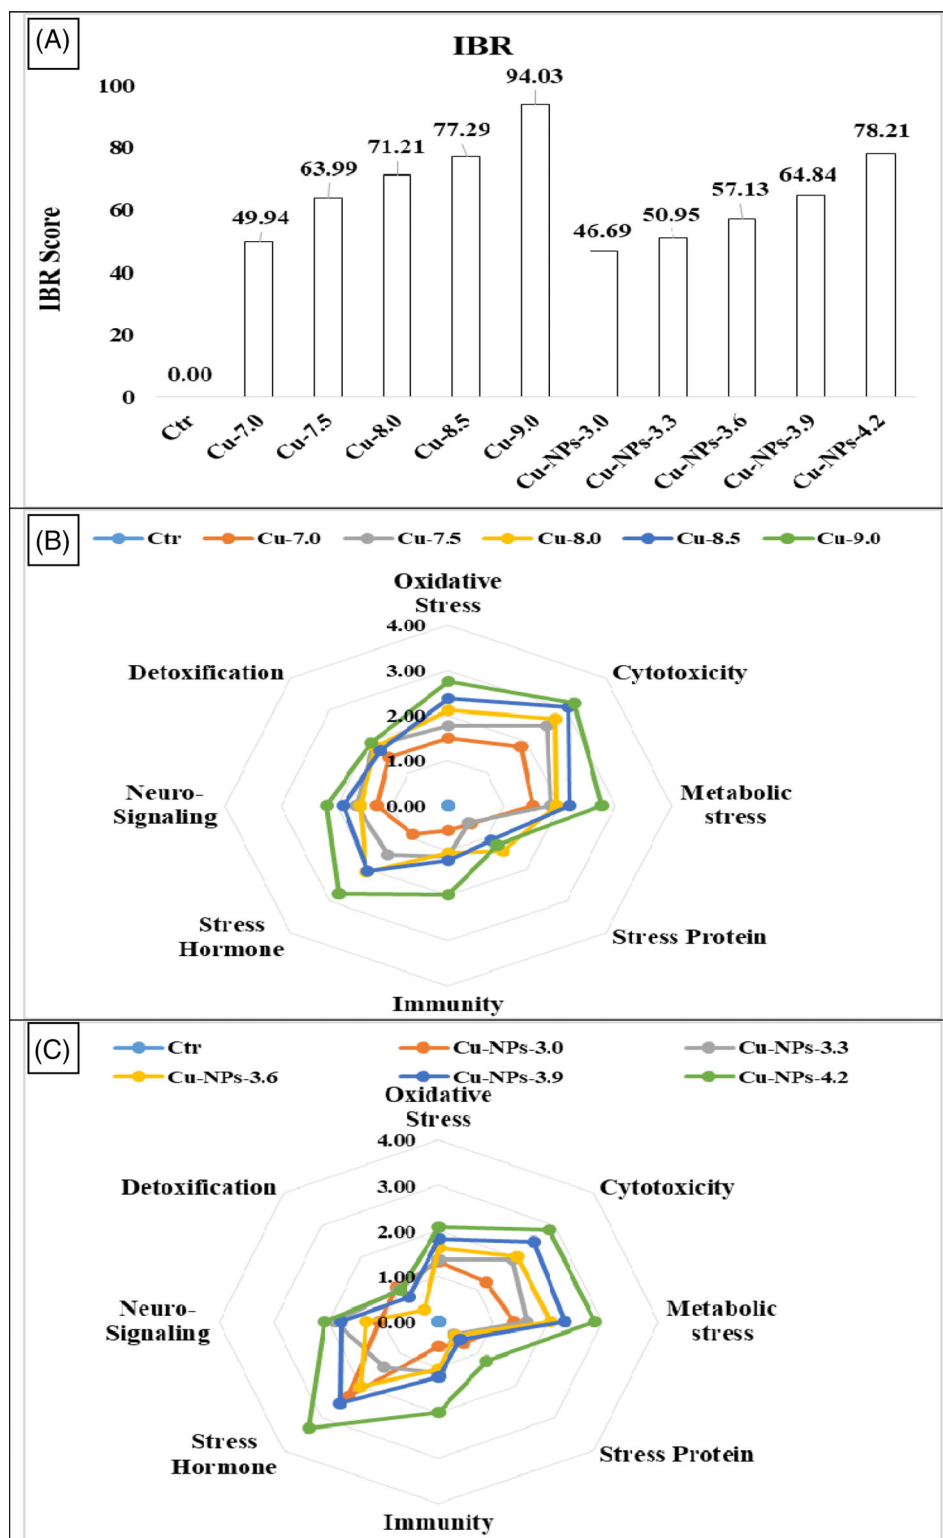 (A)
IBR
94.03
100
77.29
78.21
71.21
80
63.99
64.84
57.13
60
49.94
46.69
50.95
40
20
0.00
0
IBR Score
Ctr
Cu-7.0
Cu-7.5
Cu-8.0
Cu-8.5
Cu-9.0
Cu-NPs-3.0
Cu-NPs-3.3
Cu-NPs-3.6
Cu-NPs-3.9
Cu-NPs-4.2
(B)
Ctr Cu-7.0 Cu-7.5 Cu-8.0 Cu-8.5 Cu-9.0
Oxidative
Stress
4.00
Detoxification
3.00
Cytotoxicity
2.00
1.00
Neuro-
Signaling
0.00
Metabolic
stress
Stress
Hormone
Stress Protein
Immunity
(C)
Ctr Cu-NPs-3.0 Cu-NPs-3.3
Cu-NPs-3.6 Cu-NPs-3.9 Cu-NPs-4.2
Oxidative
Stress
4.00
Detoxification
3.00
Cytotoxicity
2.00
1.00
Neuro-
Signaling
0.00
Metabolic
stress
Stress
Hormone
Stress Protein
Immunity